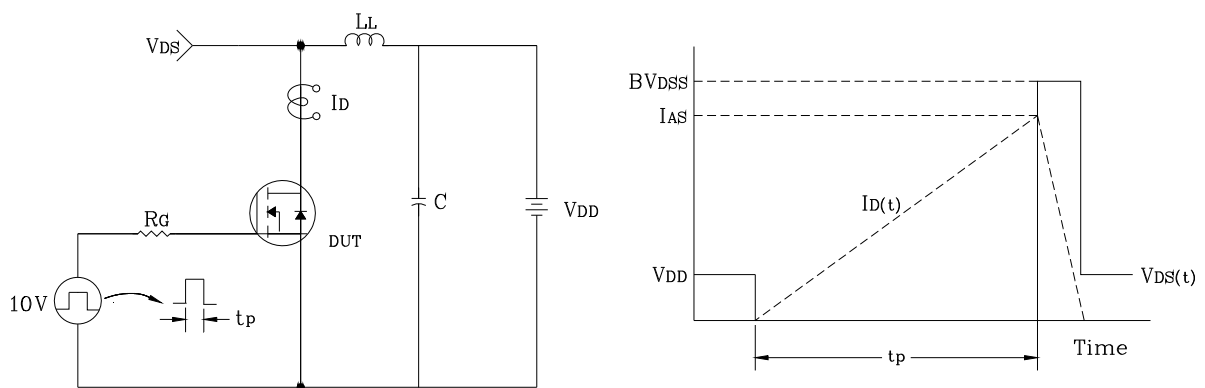 VDS
LL
ID
RG
DUT
C
VDD
10V
tp
BVDSS
IAS
ID(t)
VDD
VDS(t)
Time
tp